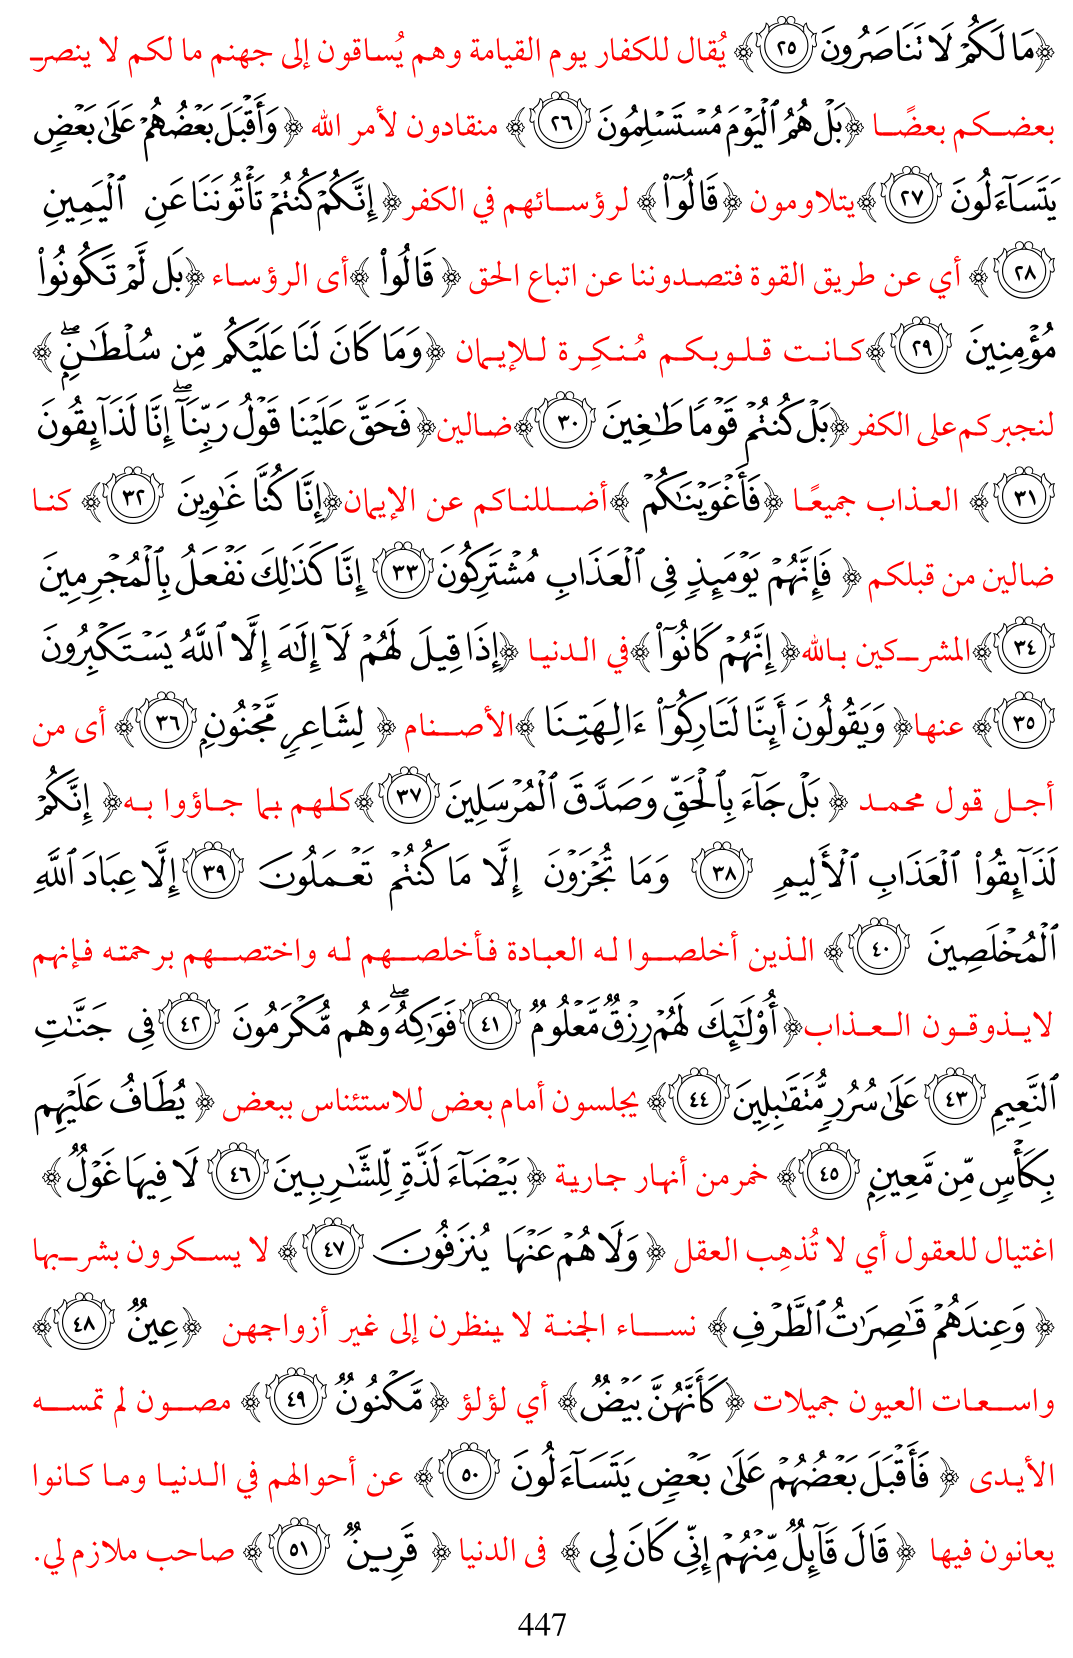 ﴿مَا لَكُمْ لَا تَنَاصَرُونَ ٢٥﴾ يُقال للكفار يوم القيامة وهم يُساقون إلى جهنم ما لكم لا ينصر
بعضكم بعضًا ﴿بَلْ هُمُ ٱلْيَوْمَ مُسْتَسْلِمُونَ ٢٦﴾ منقادون لأمر الله ﴿وَأَقْبَلَ بَعْضُهُمْ عَلَىٰ بَعْضٍ
يَتَسَآءَلُونَ ٢٧﴾يتلاومون ﴿قَالُوٓا۟﴾ لرؤسائهم في الكفر﴿إِنَّكُمْ كُنتُمْ تَأْتُونَنَا عَنِ ٱلْيَمِينِ
٢٨﴾ أي عن طريق القوة فتصدوننا عن اتباع الحق ﴿قَالُوا۟﴾أى الرؤساء ﴿بَل لَّمْ تَكُونُوا۟
مُؤْمِنِينَ ٢٩﴾كانت قلوبكم مُنكِرة للإيمان ﴿وَمَا كَانَ لَنَا عَلَيْكُم مِّن سُلْطَـٰنٍۭ ۖ﴾
لنجبركم على الكفر﴿بَلْ كُنتُمْ قَوْمًا طَـٰغِينَ ٣٠﴾ضالين﴿فَحَقَّ عَلَيْنَا قَوْلُ رَبِّنَآ ۖ إِنَّا لَذَآئِقُونَ
٣١﴾ العذاب جميعًا ﴿فَأَغْوَيْنَـٰكُمْ﴾أضللناكم عن الإيمان﴿إِنَّا كُنَّا غَـٰوِينَ ٣٢﴾ كنا
ضالين من قبلكم ﴿فَإِنَّهُمْ يَوْمَئِذٍ فِى ٱلْعَذَابِ مُشْتَرِكُونَ ٣٣ إِنَّا كَذَٰلِكَ نَفْعَلُ بِٱلْمُجْرِمِينَ
٣٤﴾المشركين بالله﴿إِنَّهُمْ كَانُوٓا۟﴾في الدنيا ﴿إِذَا قِيلَ لَهُمْ لَآ إِلَـٰهَ إِلَّا ٱللَّهُ يَسْتَكْبِرُونَ
٣٥﴾ عنها﴿وَيَقُولُونَ أَئِنَّا لَتَارِكُوٓا۟ ءَالِهَتِنَا﴾الأصنام ﴿لِشَاعِرٍ مَّجْنُونٍۭ ٣٦﴾ أى من
أجل قول محمد ﴿بَلْ جَآءَ بِٱلْحَقِّ وَصَدَّقَ ٱلْمُرْسَلِينَ ٣٧﴾كلهم بما جاؤوا به﴿إِنَّكُمْ
لَذَآئِقُوا۟ ٱلْعَذَابِ ٱلْأَلِيمِ ٣٨ وَمَا تُجْزَوْنَ إِلَّا مَا كُنتُمْ تَعْمَلُونَ ٣٩ إِلَّا عِبَادَ ٱللَّهِ
ٱلْمُخْلَصِينَ ٤٠﴾ الذين أخلصوا له العبادة فأخلصهم له واختصهم برحمته فإنهم
لايذوقون العذاب﴿أُو۟لَـٰٓئِكَ لَهُمْ رِزْقٌ مَّعْلُومٌ ٤١ فَوَٰكِهُ ۖ وَهُم مُّكْرَمُونَ ٤٢ فِى جَنَّـٰتِ
ٱلنَّعِيمِ ٤٣ عَلَىٰ سُرُرٍ مُّتَقَـٰبِلِينَ ٤٤﴾ يجلسون أمام بعض للاستئناس ببعض ﴿يُطَافُ عَلَيْهِم
بِكَأْسٍ مِّن مَّعِينٍۭ ٤٥﴾ خمر من أنهار جارية ﴿بَيْضَآءَ لَذَّةٍ لِّلشَّـٰرِبِينَ ٤٦ لَا فِيهَا غَوْلٌ﴾
اغتيال للعقول أي لا تُذهِب العقل ﴿وَلَا هُمْ عَنْهَا يُنزَفُونَ ٤٧﴾ لا يسكرون بشربها
﴿وَعِندَهُمْ قَـٰصِرَٰتُ ٱلطَّرْفِ﴾ نساء الجنة لا ينظرن إلى غير أزواجهن ﴿عِينٌ ٤٨﴾
واسعات العيون جميلات ﴿كَأَنَّهُنَّ بَيْضٌ﴾ أي لؤلؤ ﴿مَّكْنُونٌ ٤٩﴾ مصون لم تمسه
الأيدى ﴿فَأَقْبَلَ بَعْضُهُمْ عَلَىٰ بَعْضٍ يَتَسَآءَلُونَ ٥٠﴾ عن أحوالهم في الدنيا وما كانوا
يعانون فيها ﴿قَالَ قَآئِلٌ مِّنْهُمْ إِنِّى كَانَ لِى﴾ فى الدنيا ﴿قَرِينٌ ٥١﴾ صاحب ملازم لي.
447